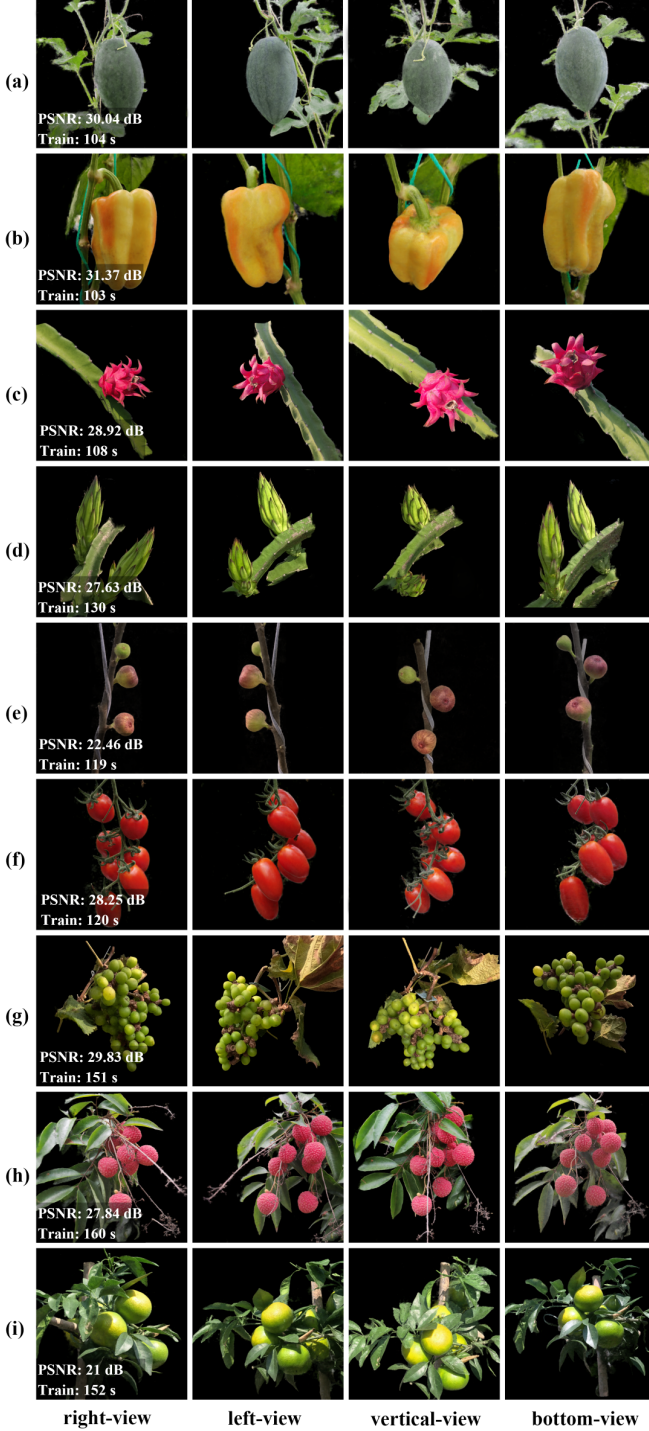 (a)
PSNR: 30.04 dB
Train: 104 s
(b)
PSNR: 31.37 dB
Train: 103 s
(c)
PSNR: 28.92 dB
Train: 108 s
(d)
PSNR: 27.63 dB
Train: 130 s
(e)
PSNR: 22.46 dB
Train: 119 s
(f)
PSNR: 28.25 dB
Train: 120 s
(g)
PSNR: 29.83 dB
Train: 151 s
(h)
PSNR: 27.84 dB
Train: 160 s
(i)
PSNR: 21 dB
Train: 152 s
right-view left-view vertical-view bottom-view